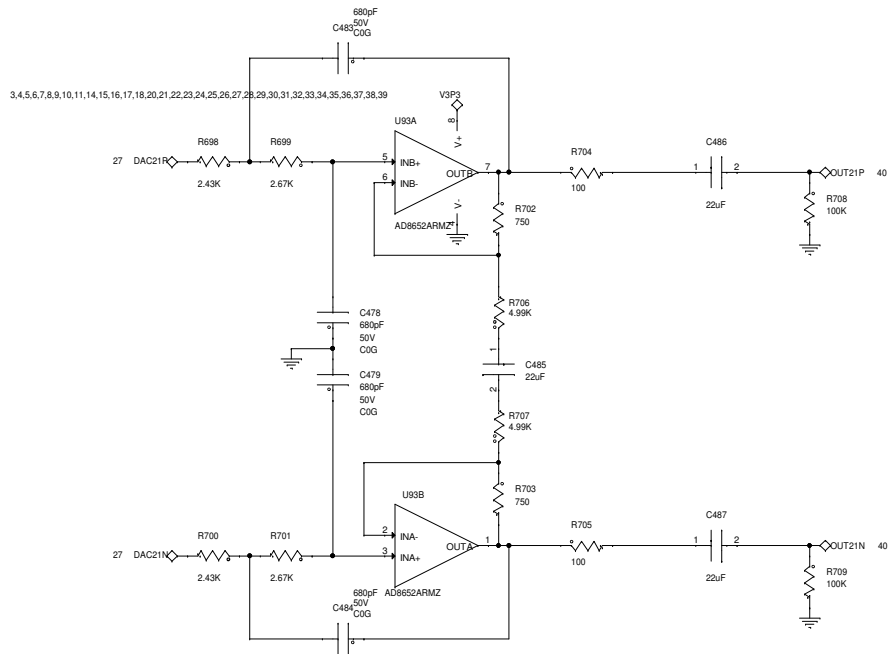 680pF
C483 50V
C0G
3,4,5,6,7,8,9,10,11,14,15,16,17,18,20,21,22,23,24,25,26,27,28,29,30,31,32,33,34,35,36,37,38,39
V3P3
U93A
8
V+
R698
R699
R704
C486
27 DAC21R
5 INB+
6 INB-
OUTB
7
1
2
OUT21P 40
2.43K
2.67K
100
22uF
R708
100K
V-
4
AD8652ARMZ
R702
750
R706
4.99K
C478
680pF
50V
C0G
1
C485
22uF
2
C479
680pF
50V
C0G
R707
4.99K
R703
750
U93B
R700
R701
R705
C487
2 INA-
3 INA+
OUTA
1
27 DAC21N
1
2
OUT21N 40
2.43K
2.67K
100
22uF
R709
100K
AD8652ARMZ
680pF
C484 50V
C0G